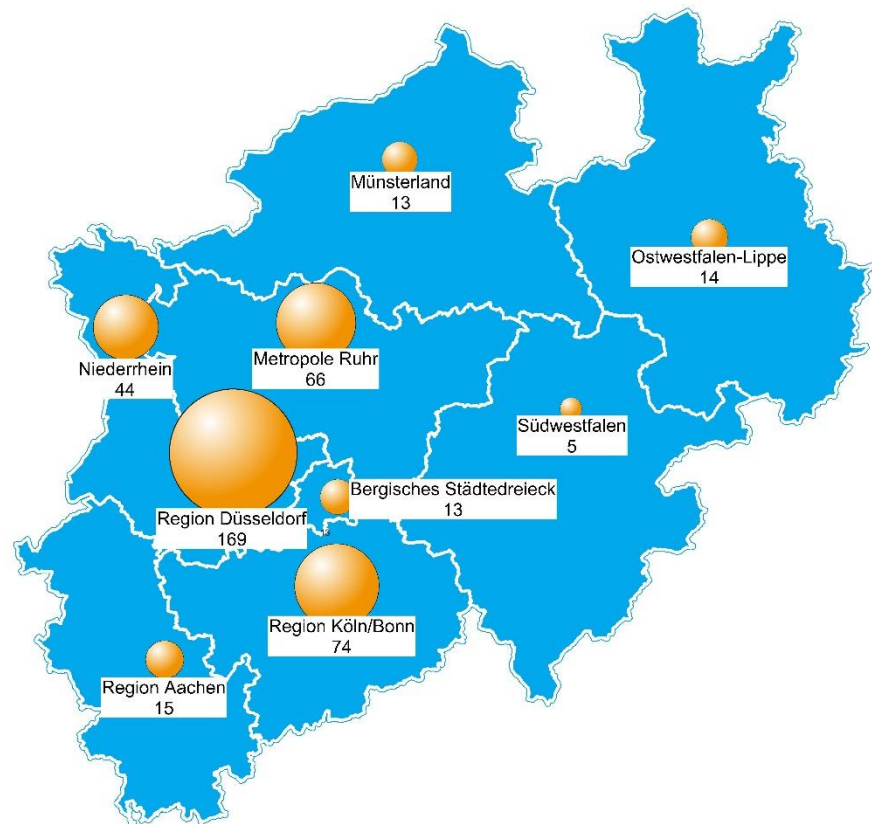 Münsterland
13
Ostwestfalen-Lippe
14
Niederrhein
44
Metropole Ruhr
66
Südwestfalen
5
Bergisches Städtedreieck
13
Region Düsseldorf
169
Region Köln/Bonn
74
Region Aachen
15